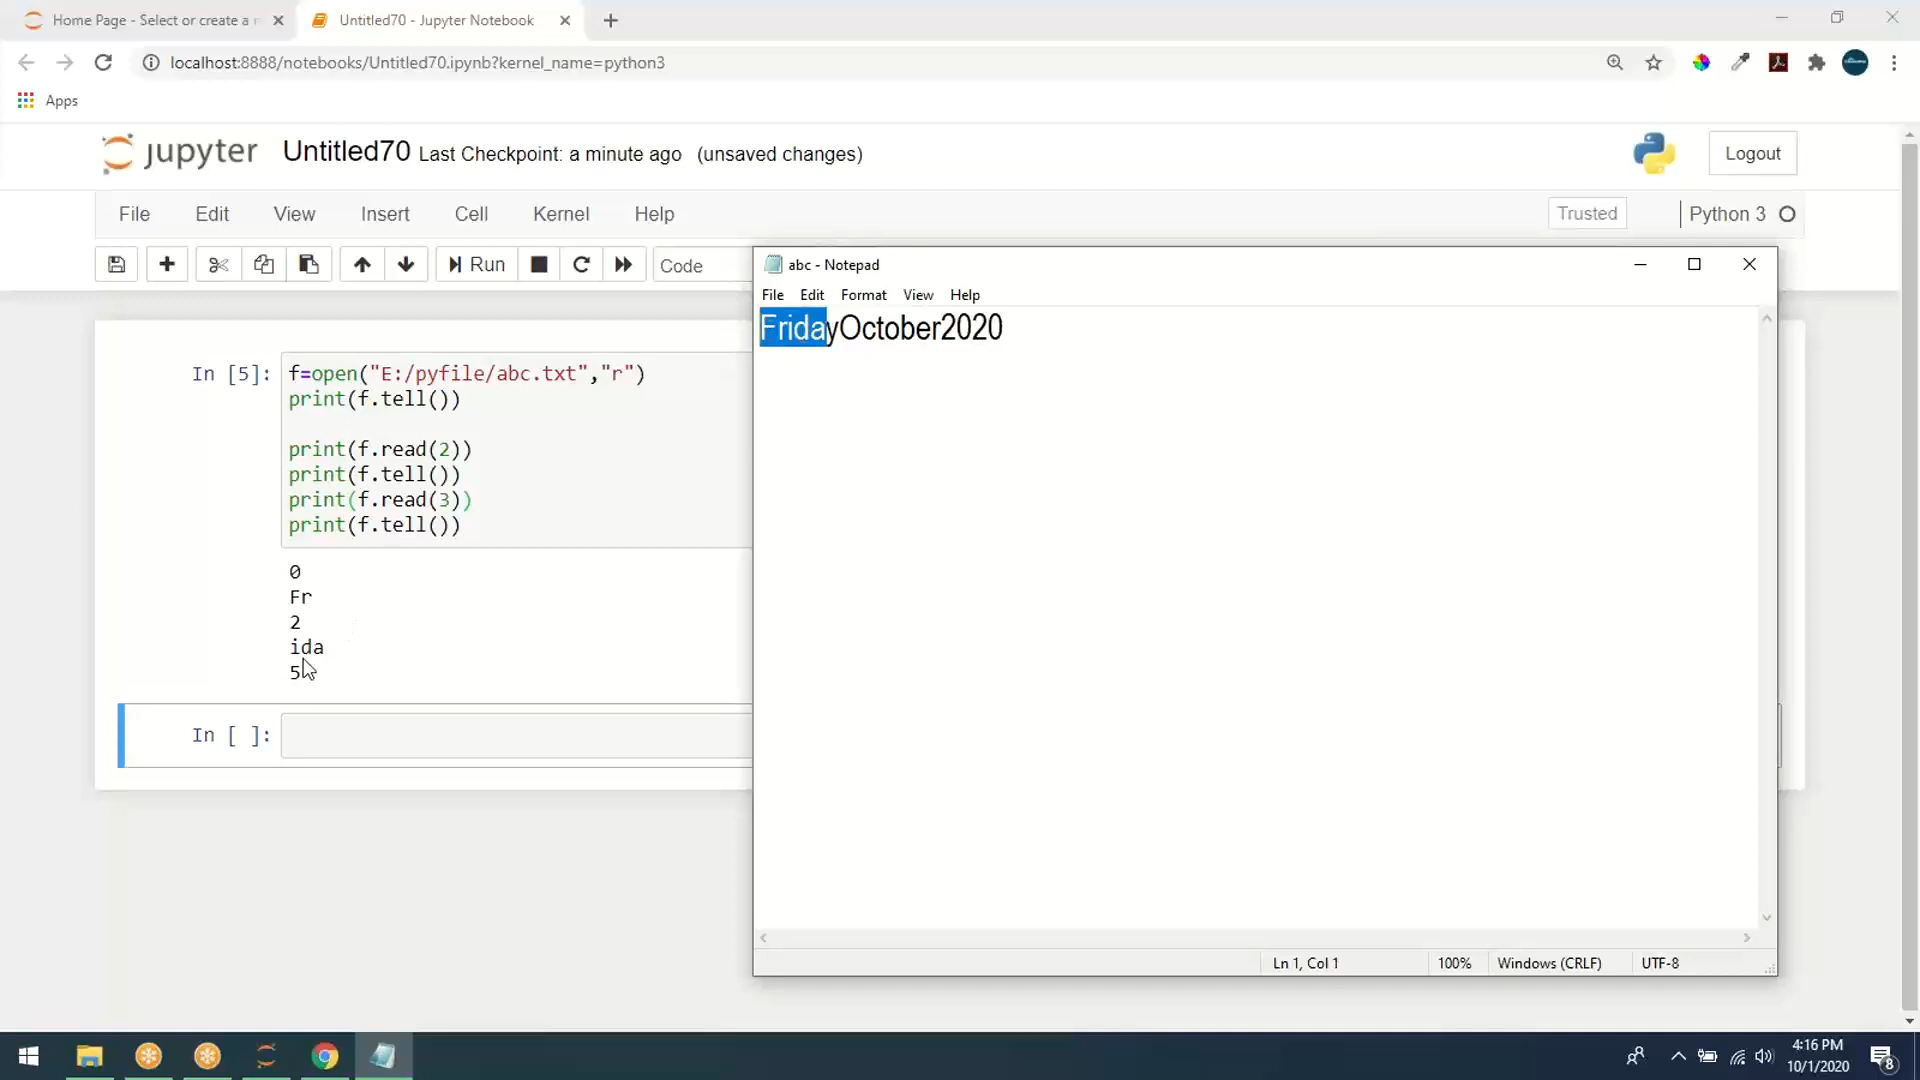 Home Page - Select or create a n
Untitled70 - Jupyter Notebook
localhost:8888/notebooks/Untitled70.ipynb?kernel_name=python3
Apps
jupyter Untitled70 Last Checkpoint: a minute ago (unsaved changes)
Logout
File Edit View Insert Cell Kernel Help
Trusted
Python 3
Run
Code
abc - Notepad
File Edit Format View Help
FridayOctober2020
In [5]:
f=open("E:/pyfile/abc.txt","r")
print(f.tell())
print(f.read(2))
print(f.tell())
print(f.read(3))
print(f.tell())
0
Fr
2
ida
5
In [ ]:
Ln 1, Col 1
100%
Windows (CRLF)
UTF-8
4:16 PM
10/1/2020
8